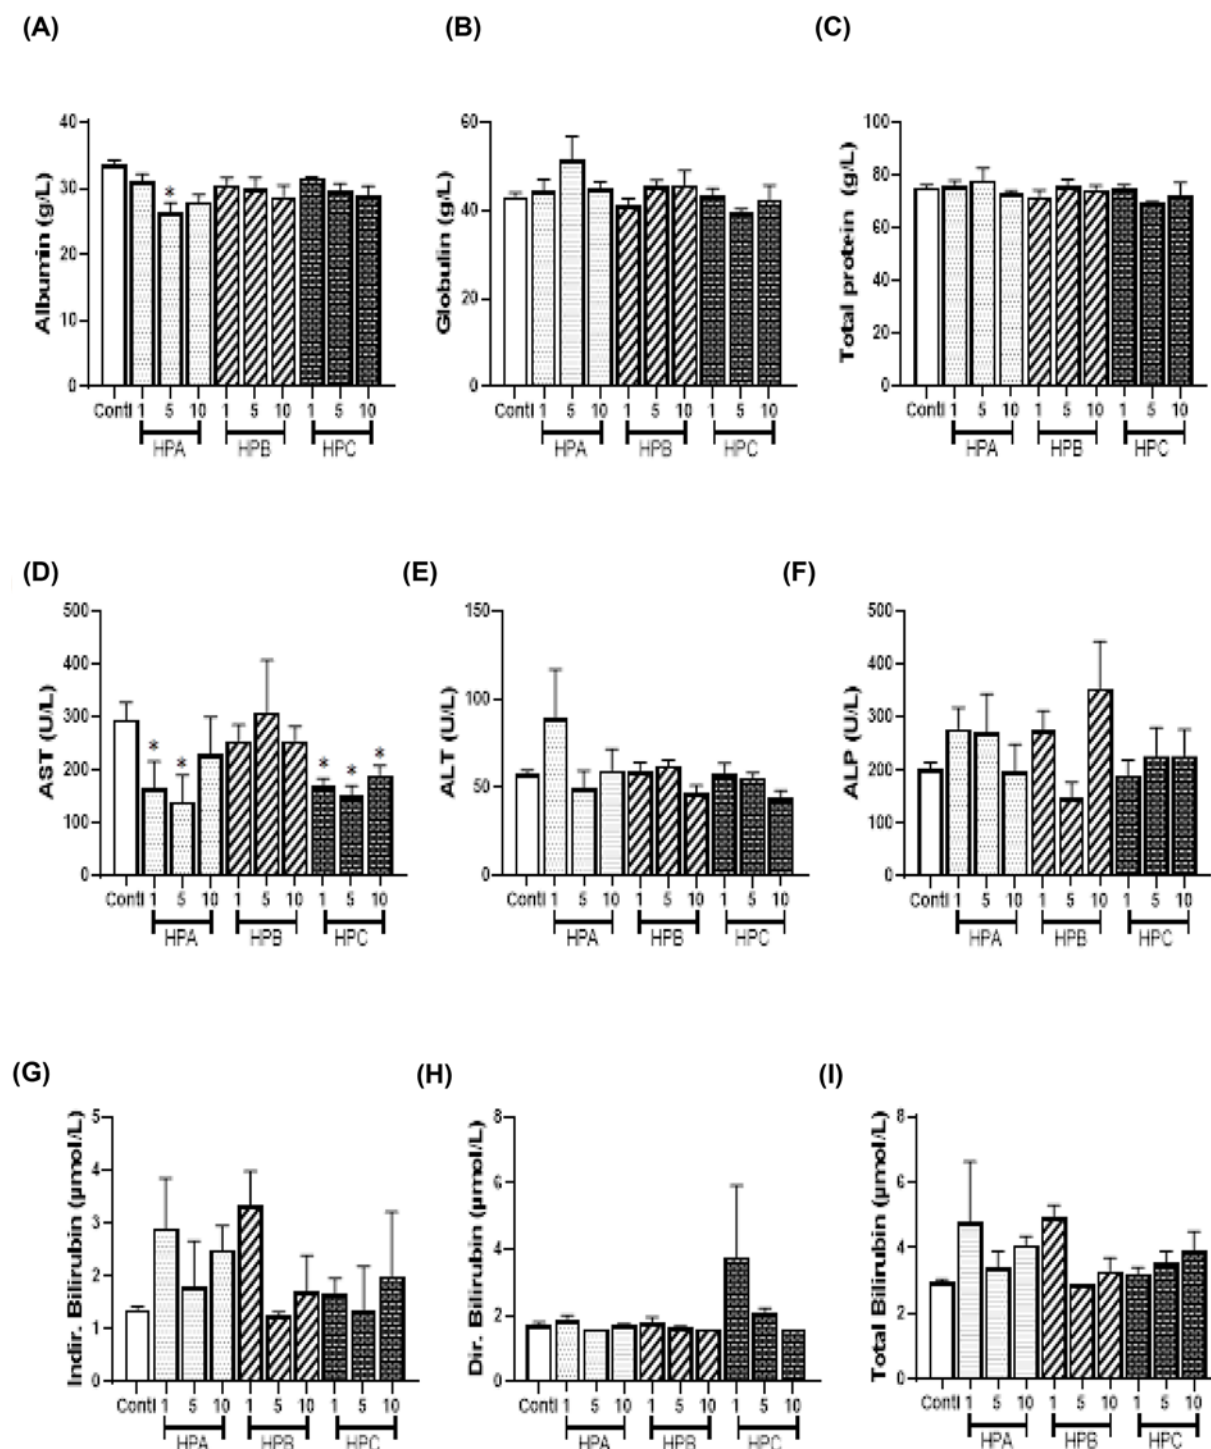 (A)
(B)
(C)
Albumin (g/L)
40
30
20
10
0
*
Contl 1 5 10 1 5 10 1 5 10
HPA HPB HPC
Globulin (g/L)
60
40
20
0
Contl 1 5 10 1 5 10 1 5 10
HPA HPB HPC
Total protein (g/L)
100
80
60
40
20
0
Contl 1 5 10 1 5 10 1 5 10
HPA HPB HPC
(D)
(E)
(F)
AST (U/L)
500
400
300
200
100
0
* * * * *
Contl 1 5 10 1 5 10 1 5 10
HPA HPB HPC
ALT (U/L)
150
100
50
0
Contl 1 5 10 1 5 10 1 5 10
HPA HPB HPC
ALP (U/L)
500
400
300
200
100
0
Contl 1 5 10 1 5 10 1 5 10
HPA HPB HPC
(G)
(H)
(I)
Indir. Bilirubin (µmol/L)
5
4
3
2
1
0
Contl 1 5 10 1 5 10 1 5 10
HPA HPB HPC
Dir. Bilirubin (µmol/L)
8
6
4
2
0
Contl 1 5 10 1 5 10 1 5 10
HPA HPB HPC
Total Bilirubin (µmol/L)
8
6
4
2
0
Contl 1 5 10 1 5 10 1 5 10
HPA HPB HPC